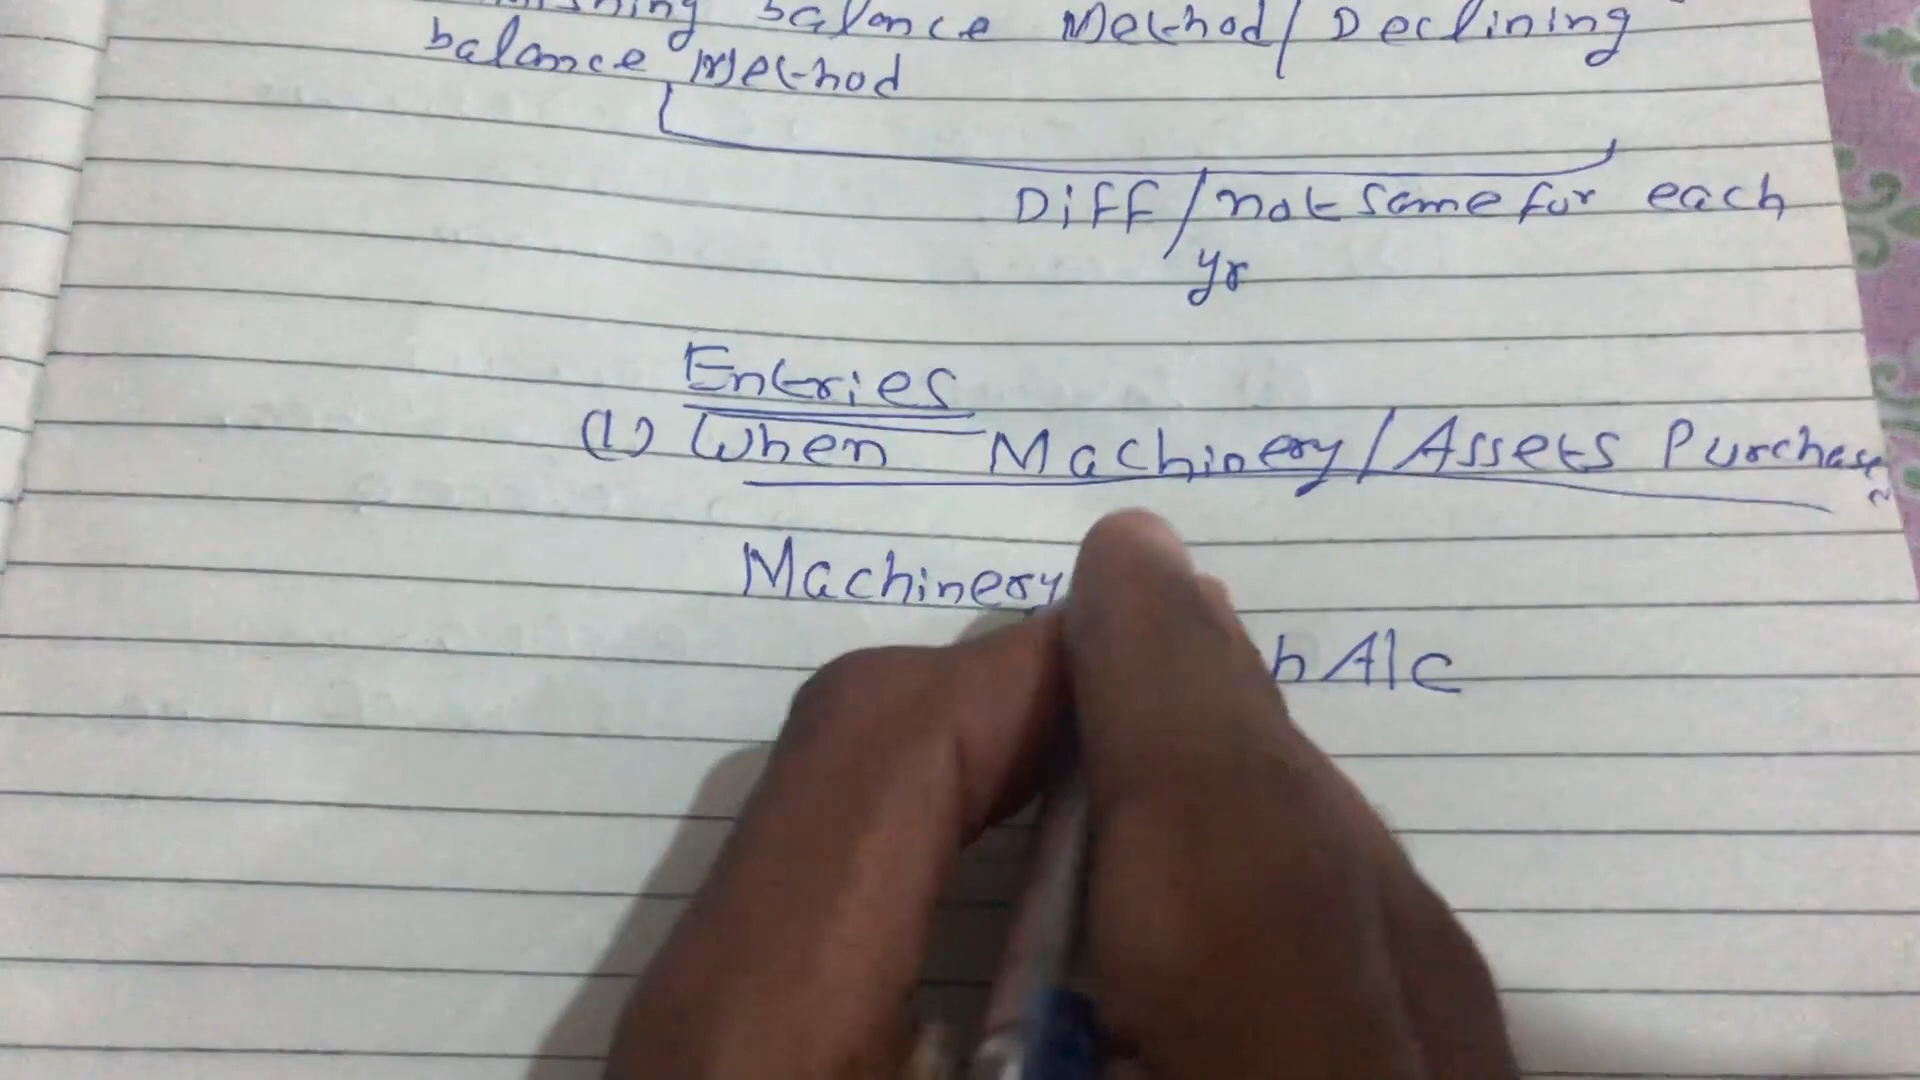 balance Method/Declining
balance Method
Diff/not same for each
yr
Entries
(1) When Machinery/Assets Purchase
Machinery
A/c